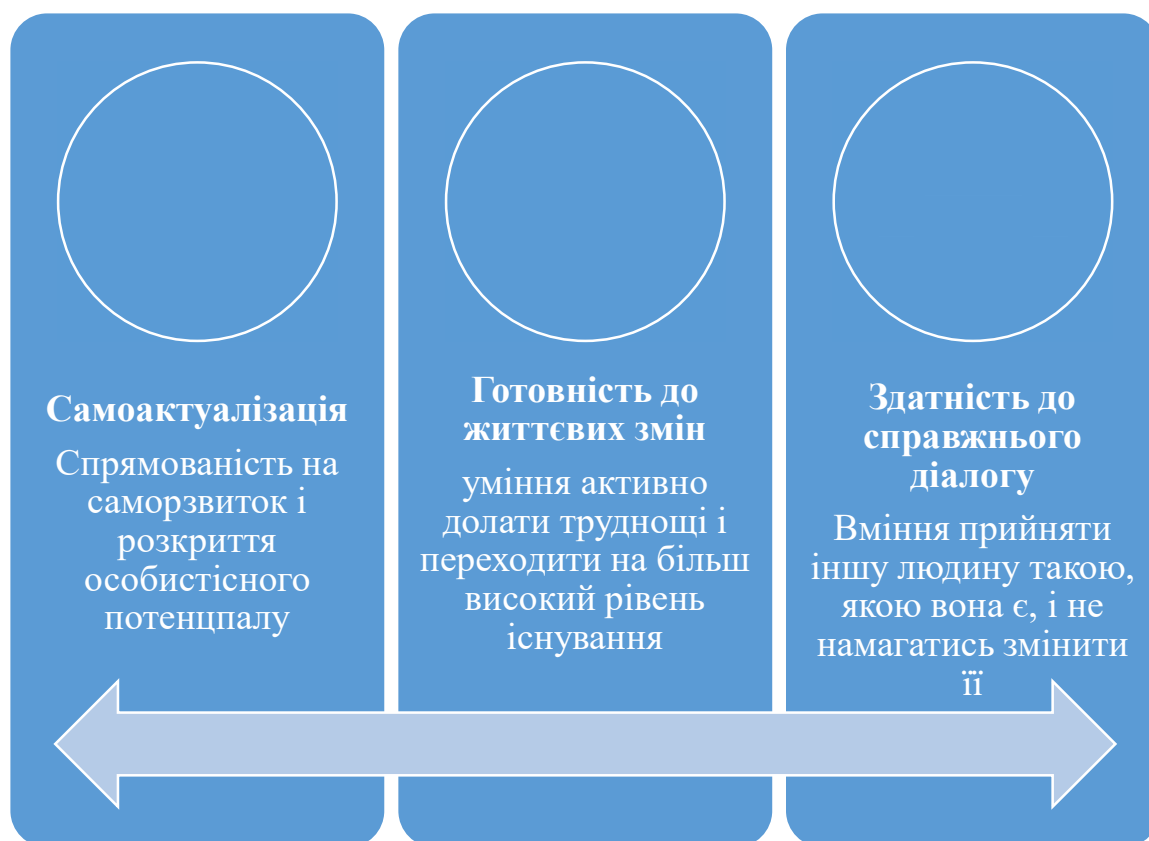 Самоактуалізація
Спрямованість на
саморзвиток і
розкриття
особистісного
потенцпалу
Готовність до
життєвих змін
уміння активно
долати труднощі і
переходити на більш
високий рівень
існування
Здатність до
справжнього
діалогу
Вміння прийняти
іншу людину такою,
якою вона є, і не
намагатись змінити
її